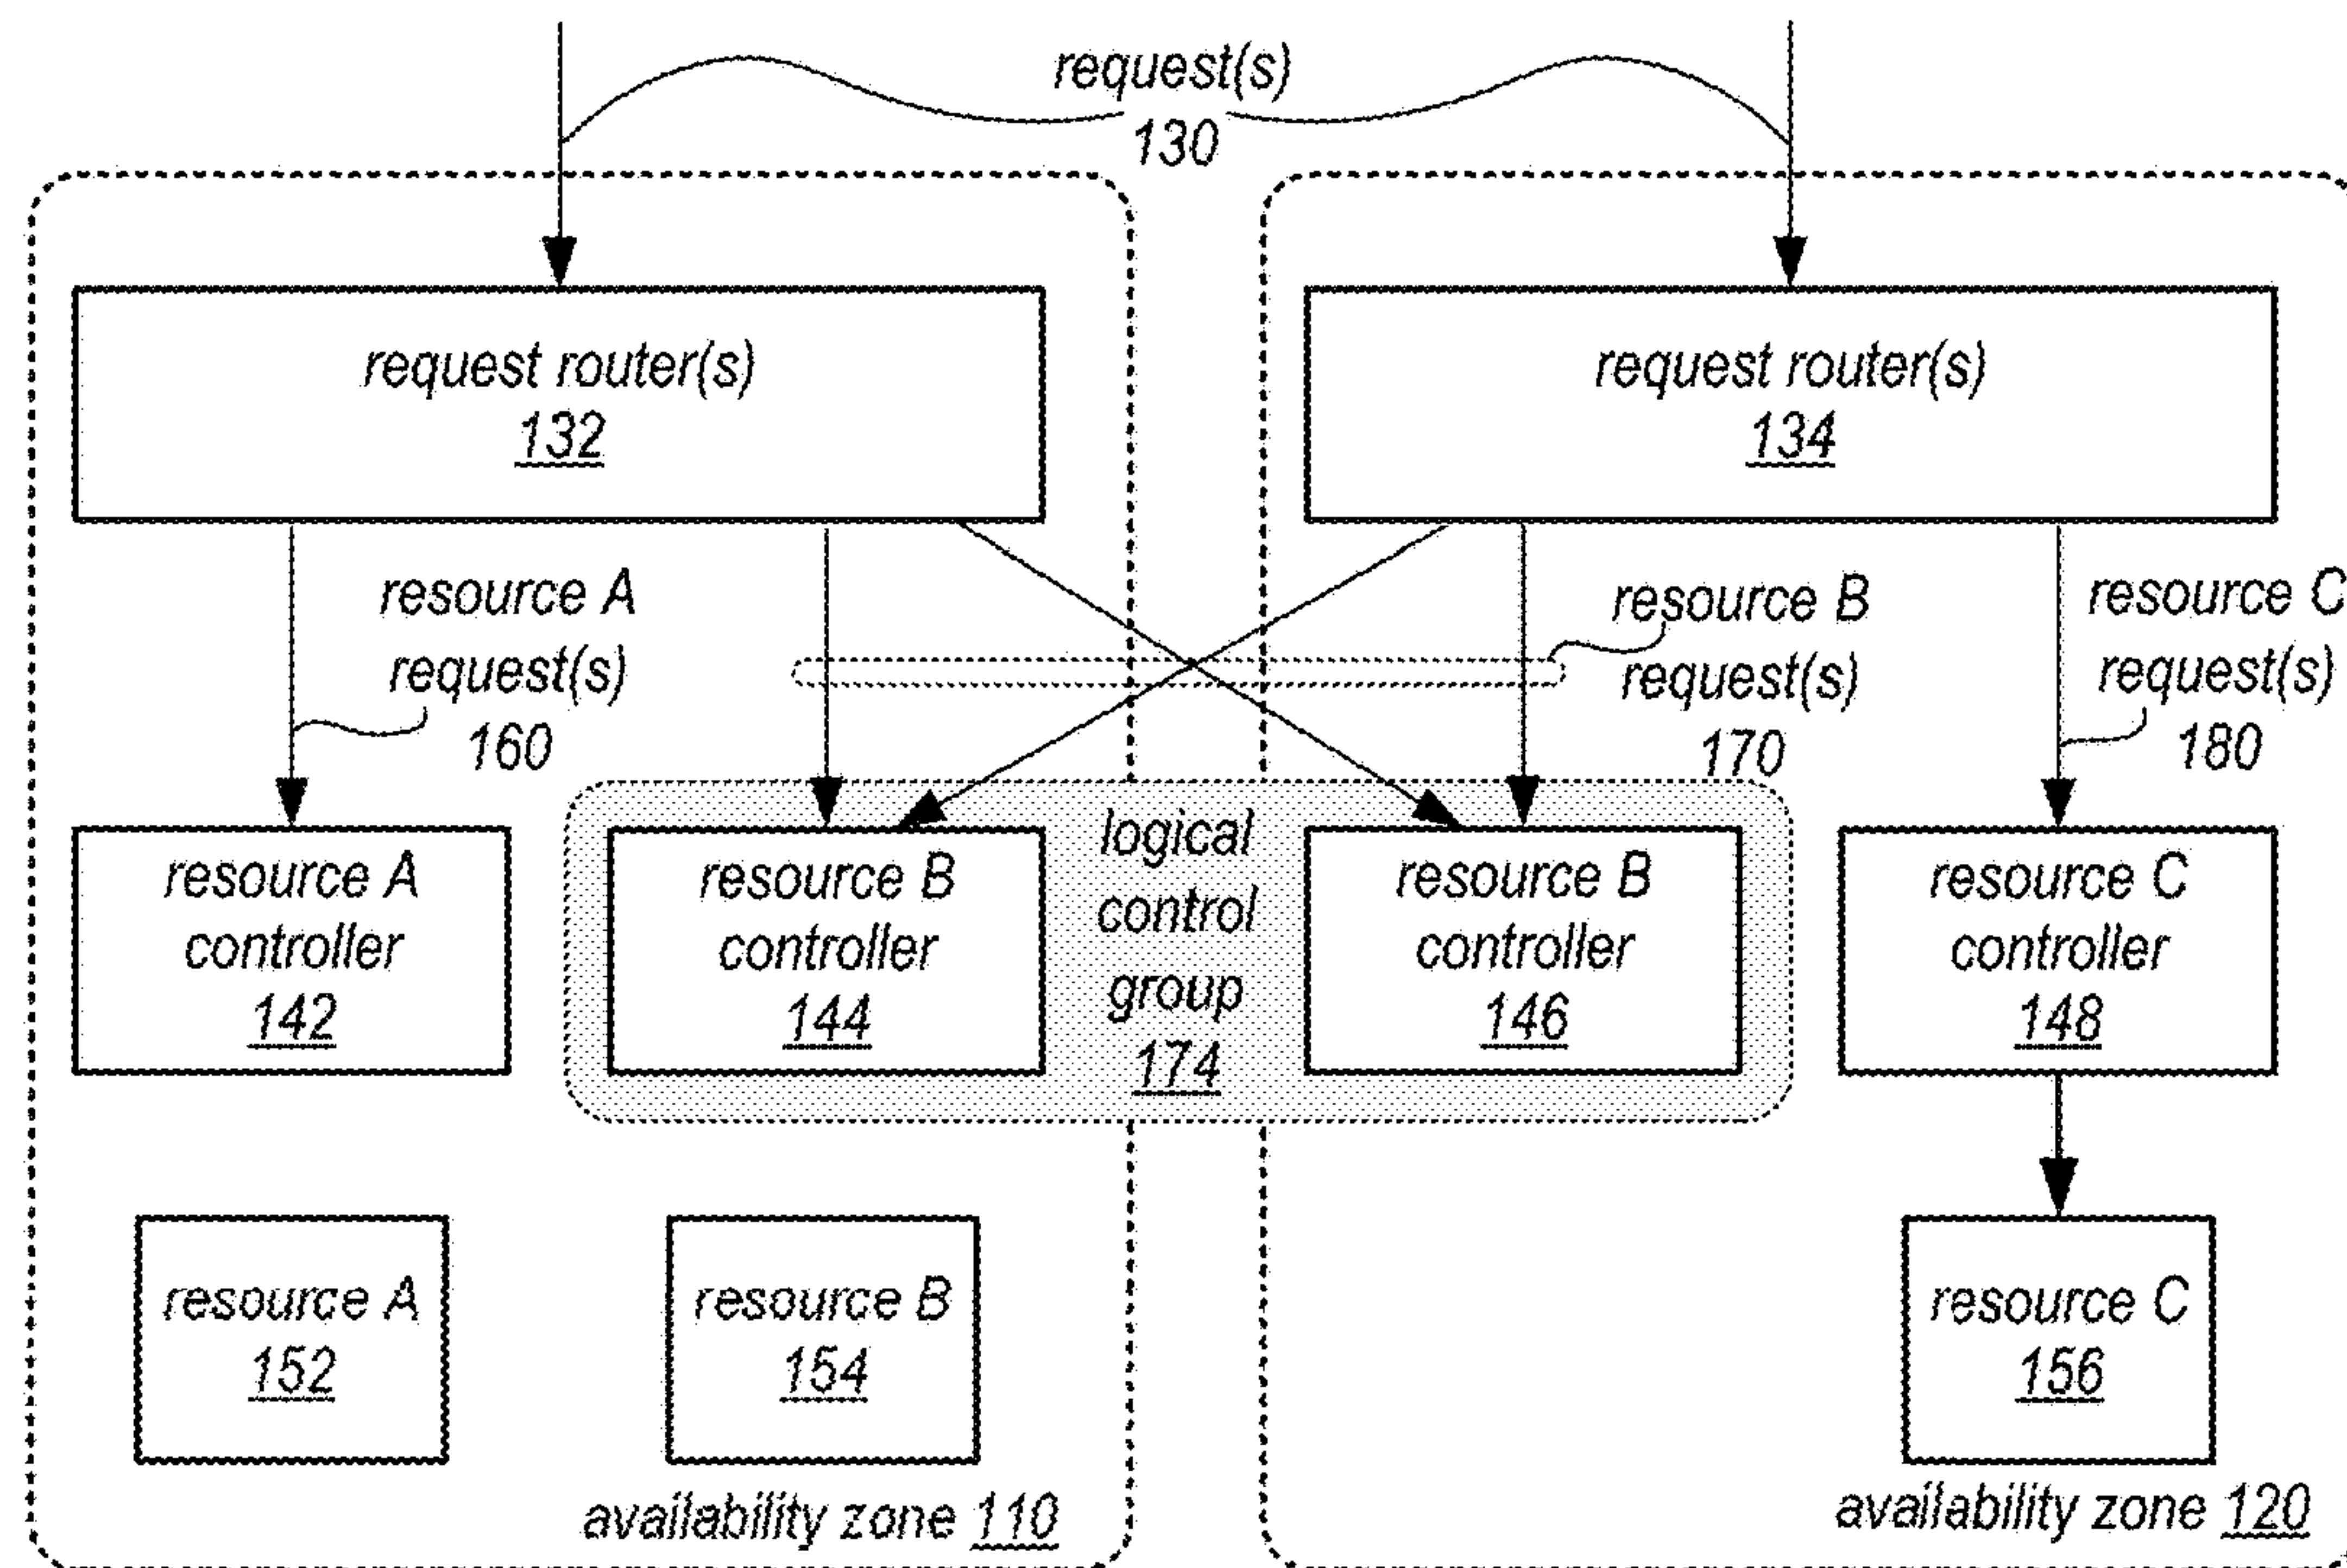 request(s)
130
request router(s)
132
request router(s)
134
resource A
request(s)
160
resource B
request(s)
170
resource C
request(s)
180
resource A
controller
142
resource B
controller
144
logical
control
group
174
resource B
controller
146
resource C
controller
148
resource A
152
resource B
154
resource C
156
availability zone 110
availability zone 120